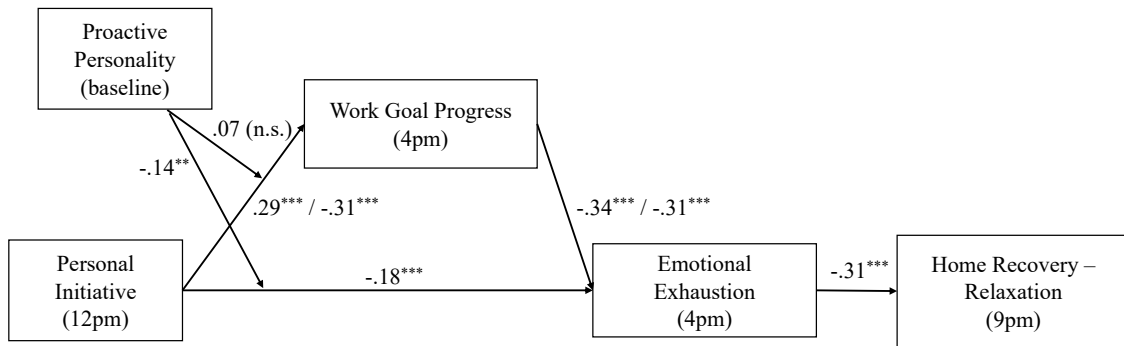 Proactive
Personality
(baseline)
Work Goal Progress
(4pm)
.07 (n.s.)
-.14**
.29*** / -.31***
-.34*** / -.31***
Personal
Initiative
(12pm)
-.18***
Emotional
Exhaustion
(4pm)
-.31***
Home Recovery –
Relaxation
(9pm)